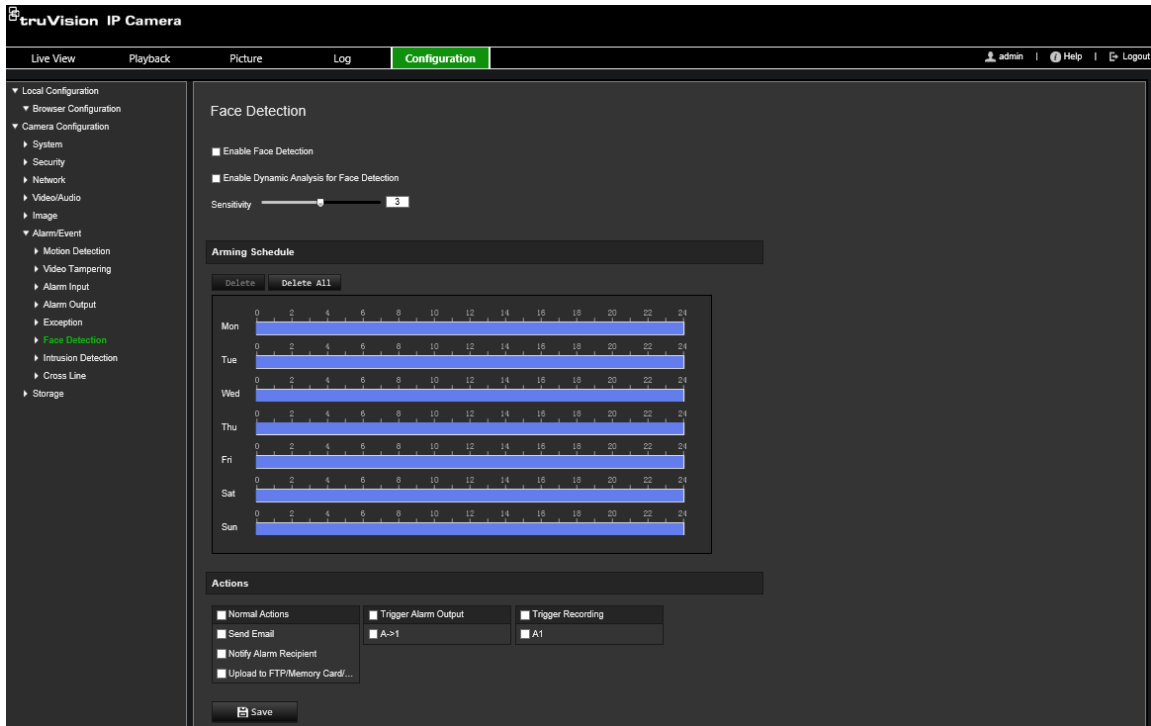 truVision IP Camera
Live View Playback Picture Log Configuration admin | Help | Logout
Local Configuration
Browser Configuration
Camera Configuration
System
Security
Network
Video/Audio
Image
Alarm/Event
Motion Detection
Video Tampering
Alarm Input
Alarm Output
Exception
Face Detection
Intrusion Detection
Cross Line
Storage
Face Detection
Enable Face Detection
Enable Dynamic Analysis for Face Detection
Sensitivity 3
Arming Schedule
Delete Delete All
0 2 4 6 8 10 12 14 16 18 20 22 24
Mon
0 2 4 6 8 10 12 14 16 18 20 22 24
Tue
0 2 4 6 8 10 12 14 16 18 20 22 24
Wed
0 2 4 6 8 10 12 14 16 18 20 22 24
Thu
0 2 4 6 8 10 12 14 16 18 20 22 24
Fri
0 2 4 6 8 10 12 14 16 18 20 22 24
Sat
0 2 4 6 8 10 12 14 16 18 20 22 24
Sun
Actions
Normal Actions Trigger Alarm Output Trigger Recording
Send Email A->1 A1
Notify Alarm Recipient
Upload to FTP/Memory Card/...
Save